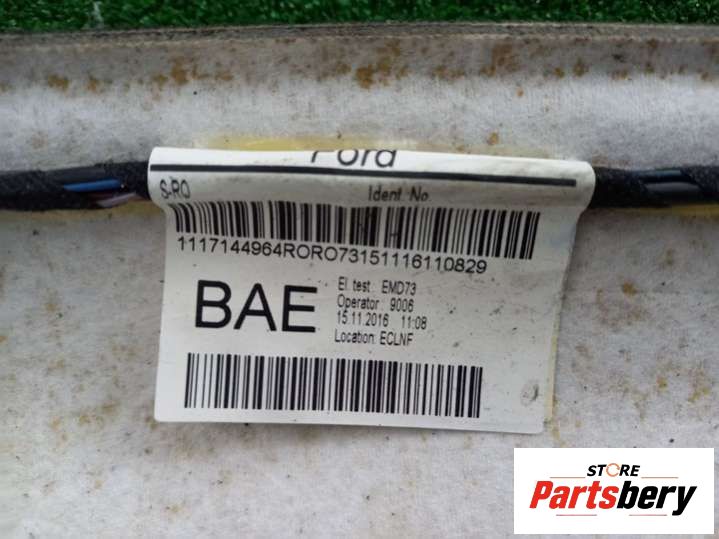 Ford
S-RO Ident. No.
1117144964RORO73151116110829
BAE
El. test : EMD73
Operator : 9006
15.11.2016 11:08
Location: ECLNF
STORE
Partsbery